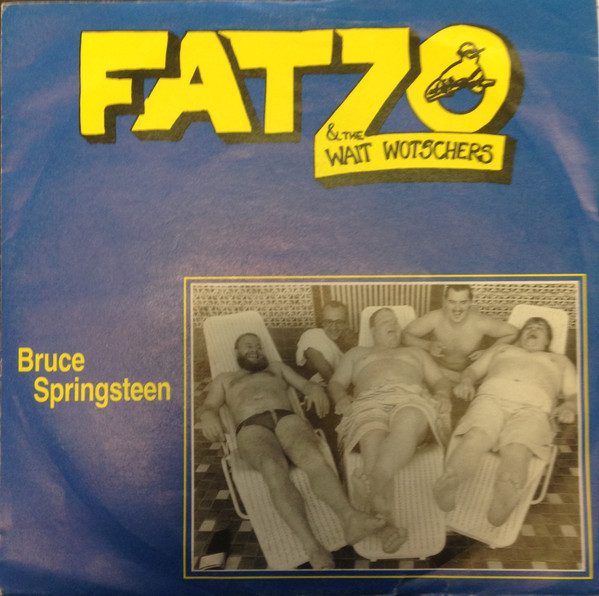 FATZO
& THE
WAIT WOTSCHERS
Bruce
Springsteen